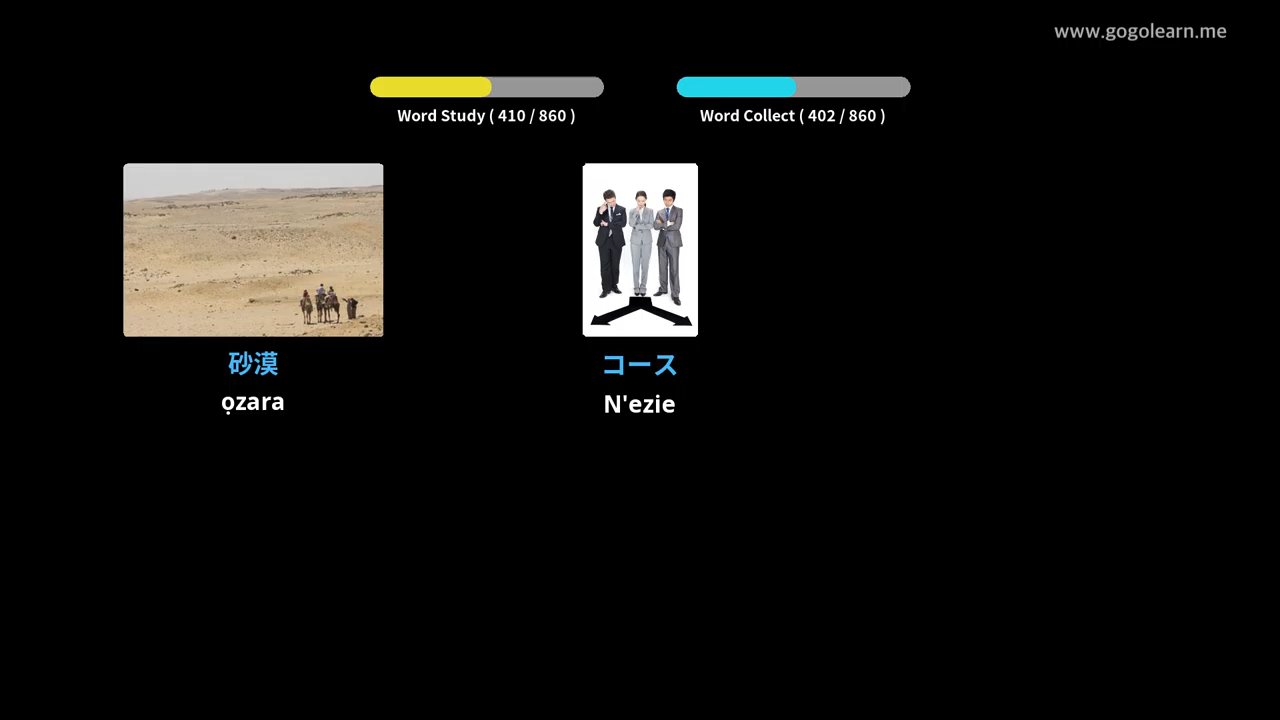 www.gogolearn.me
Word Study ( 410 / 860 )
Word Collect ( 402 / 860 )
砂漠
ọzara
コース
N'ezie